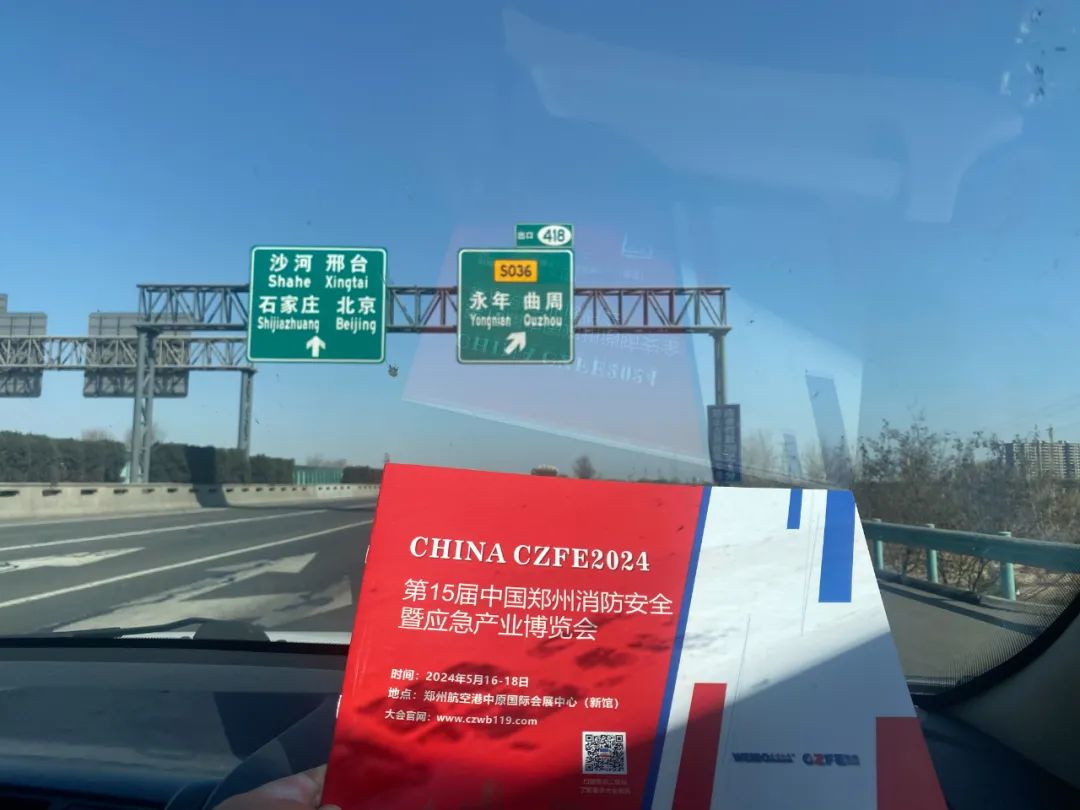 沙河 邢台
Shahe Xingtai
石家庄 北京
Shijiazhuang Beijing
出口 418
S036
永年 曲周
Yongnian Quzhou
CHINA CZFE2024
第15届中国郑州消防安全
暨应急产业博览会
时间：2024年5月16-18日
地点：郑州航空港中原国际会展中心（新馆）
大会官网：www.czwb119.com
CZFE